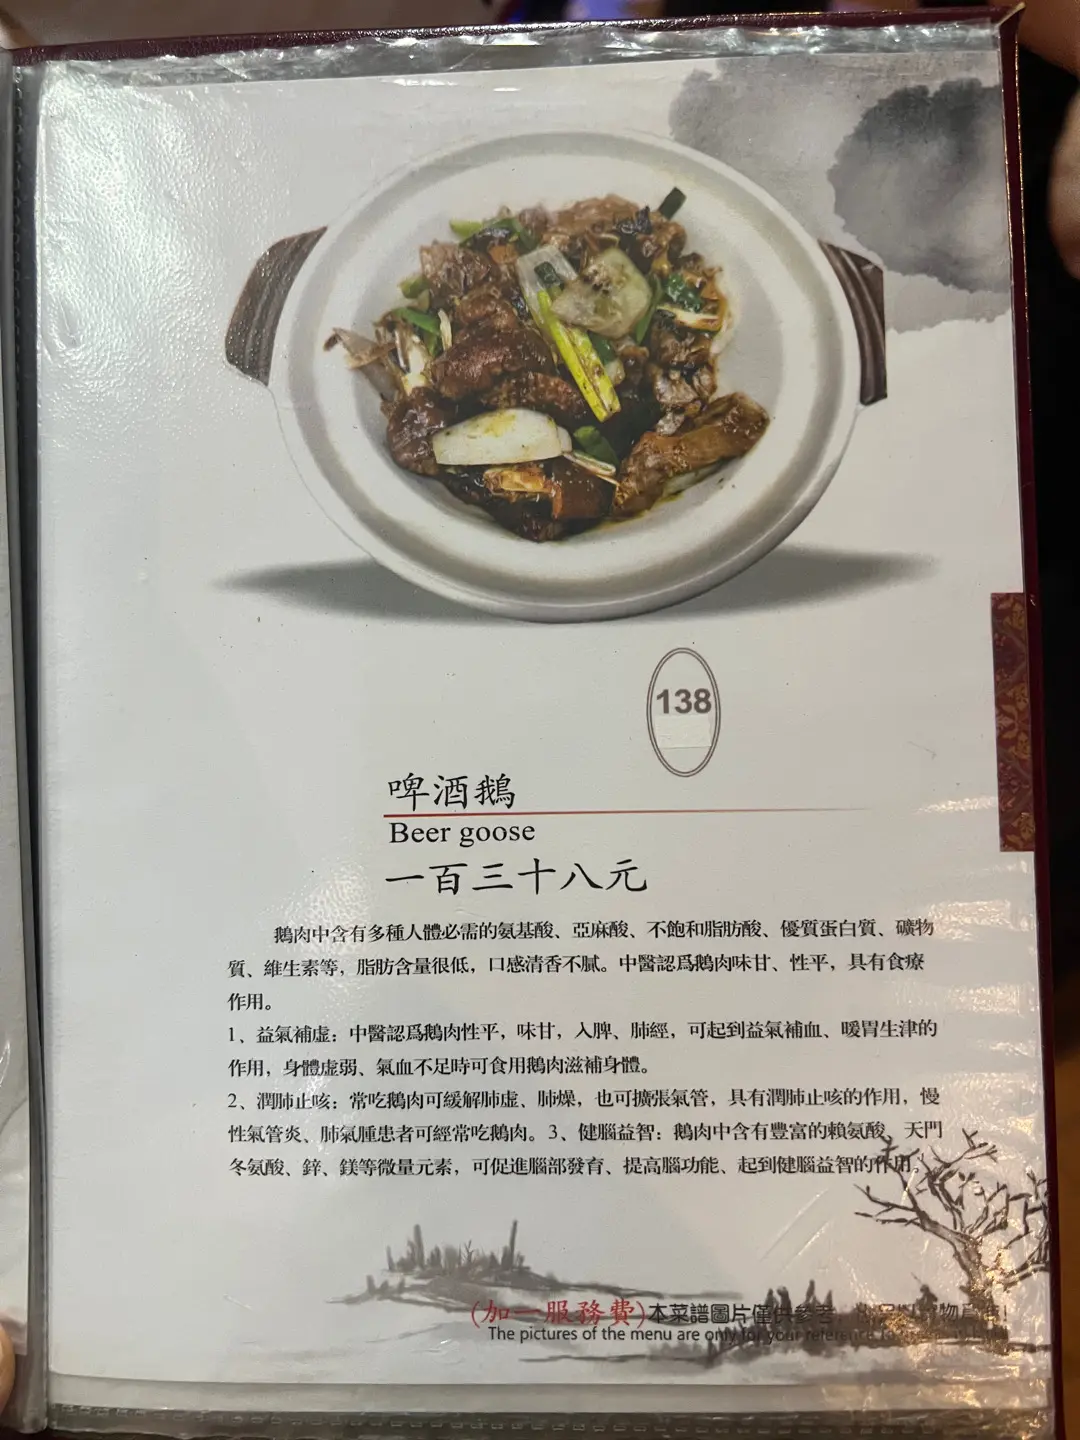 138
啤酒鵝
Beer goose
一百三十八元
鵝肉中含有多種人體必需的氨基酸、亞麻酸、不飽和脂肪酸、優質蛋白質、礦物
質、維生素等，脂肪含量很低，口感清香不膩。中醫認爲鵝肉味甘、性平，具有食療
作用。
1、益氣補虛：中醫認爲鵝肉性平，味甘，入脾、肺經，可起到益氣補血、暖胃生津的
作用，身體虛弱、氣血不足時可食用鵝肉滋補身體。
2、潤肺止咳：常吃鵝肉可緩解肺虛、肺燥，也可擴張氣管，具有潤肺止咳的作用，慢
性氣管炎、肺氣腫患者可經常吃鵝肉。3、健腦益智：鵝肉中含有豐富的賴氨酸、天門
冬氨酸、鋅、鎂等微量元素，可促進腦部發育、提高腦功能、起到健腦益智的作用。
(加一服務費)本菜譜圖片僅供參考，
The pictures of the menu are only for your reference